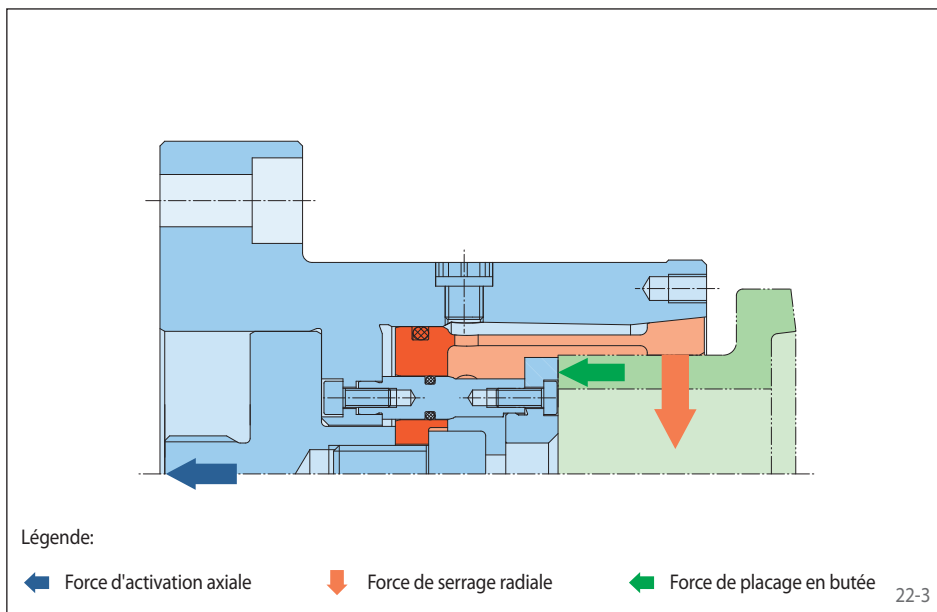 Légende:
Force d'activation axiale
Force de serrage radiale
Force de placage en butée
22-3